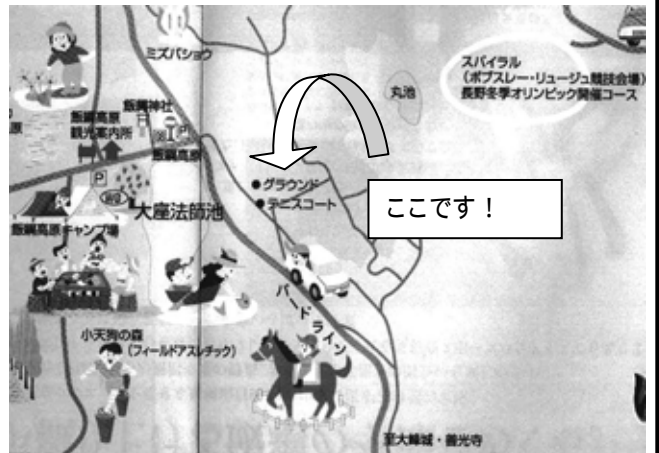 ミズバショウ
スパイラル
(ボブスレー・リュージュ競技会場)
長野冬季オリンピック開催コース
丸池
飯綱神社
飯綱高原
観光案内所
原
P
P
飯綱高原
グラウンド
テニスコート
ここです！
大座法師池
飯綱高原キャンプ場
バードライン
小天狗の森
(フィールドアスレチック)
至大峰城・善光寺